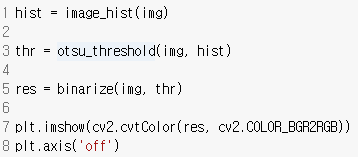 1 hist = image_hist(img)
2
3 thr = otsu_threshold(img, hist)
4
5 res = binarize(img, thr)
6
7 plt.imshow(cv2.cvtColor(res, cv2.COLOR_BGR2RGB))
8 plt.axis('off')